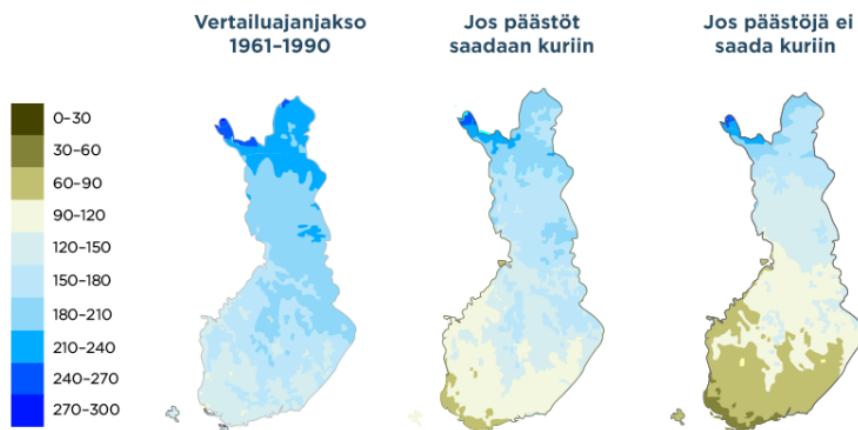 Vertailuajanjakso
1961–1990
Jos päästöt
saadaan kuriin
Jos päästöjä ei
saada kuriin
0–30
30–60
60–90
90–120
120–150
150–180
180–210
210–240
240–270
270–300